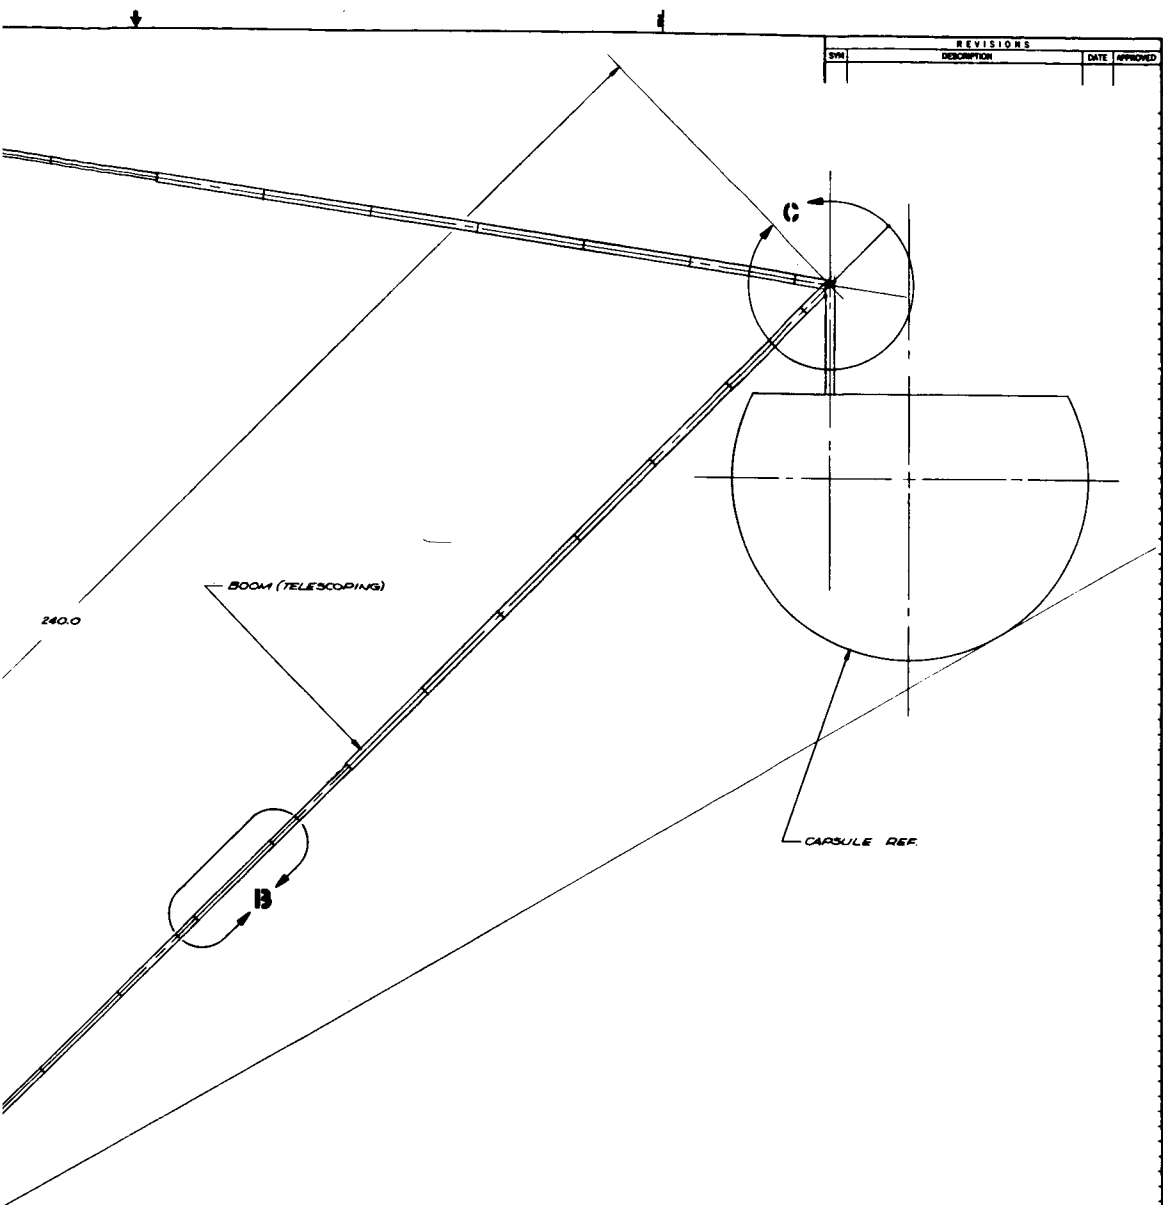 REVISIONS
SYM DESCRIPTION DATE APPROVED
C
BOOM (TELESCOPING)
240.0
CAPSULE REF.
B